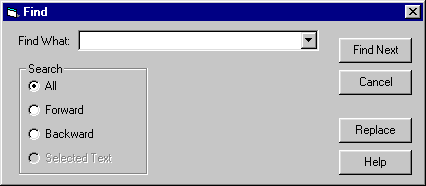 Find
Find What:
Find Next
Search
All
Cancel
Forward
Backward
Replace
Selected Text
Help